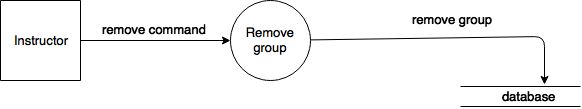 Instructor
remove command
Remove
group
remove group
database